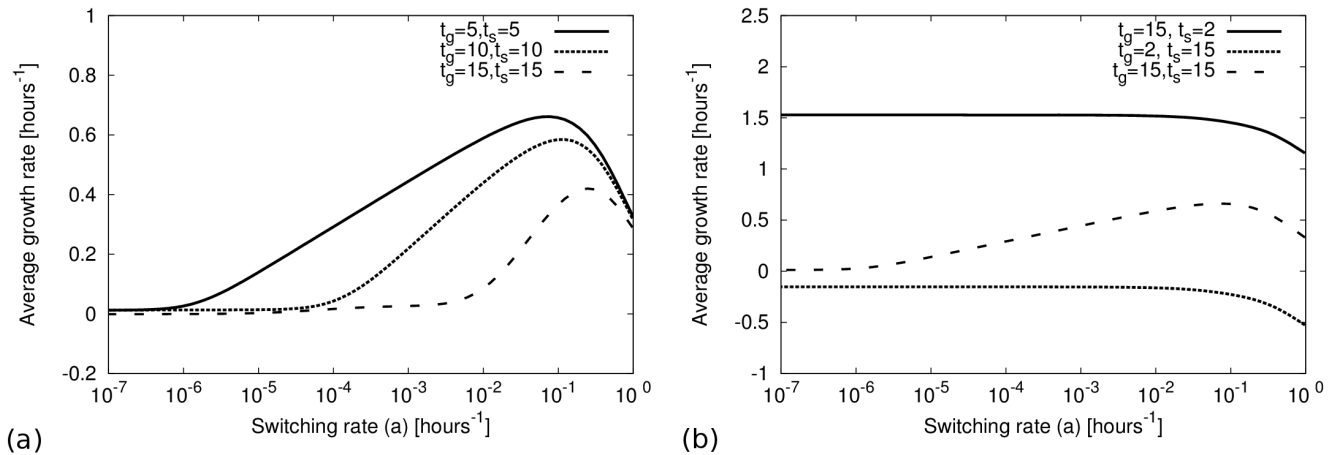 1
0.8
0.6
0.4
0.2
0
-0.2
Average growth rate [hours⁻¹]
t_g=5,t_s=5
t_g=10,t_s=10
t_g=15,t_s=15
10⁻⁷ 10⁻⁶ 10⁻⁵ 10⁻⁴ 10⁻³ 10⁻² 10⁻¹ 10⁰
Switching rate (a) [hours⁻¹]
(a)
2.5
2
1.5
1
0.5
0
-0.5
-1
Average growth rate [hours⁻¹]
t_g=15, t_s=2
t_g=2, t_s=15
t_g=15,t_s=15
10⁻⁷ 10⁻⁶ 10⁻⁵ 10⁻⁴ 10⁻³ 10⁻² 10⁻¹ 10⁰
Switching rate (a) [hours⁻¹]
(b)